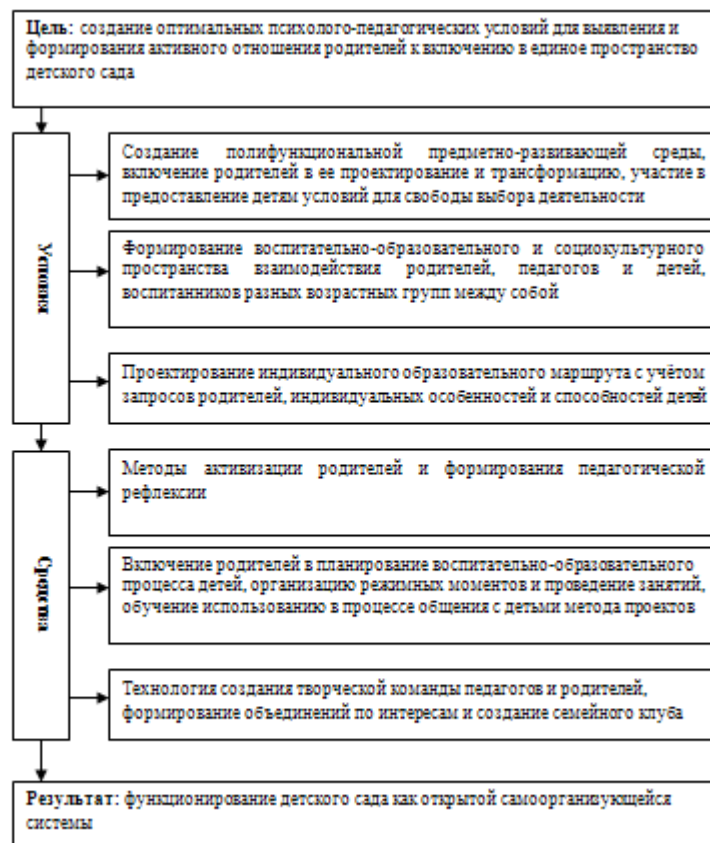 Цель: создание оптимальных психолого-педагогических условий для выявления и
формирования активного отношения родителей к включению в единое пространство
детского сада
Условия
Создание полифункциональной предметно-развивающей среды,
включение родителей в ее проектирование и трансформацию, участие в
предоставление детям условий для свободы выбора деятельности
Формирование воспитательно-образовательного и социокультурного
пространства взаимодействия родителей, педагогов и детей,
воспитанников разных возрастных групп между собой
Проектирование индивидуального образовательного маршрута с учётом
запросов родителей, индивидуальных особенностей и способностей детей
Средства
Методы активизации родителей и формирования педагогической
рефлексии
Включение родителей в планирование воспитательно-образовательного
процесса детей, организацию режимных моментов и проведение занятий,
обучение использованию в процессе общения с детьми метода проектов
Технология создания творческой команды педагогов и родителей,
формирование объединений по интересам и создание семейного клуба
Результат: функционирование детского сада как открытой самоорганизующейся
системы